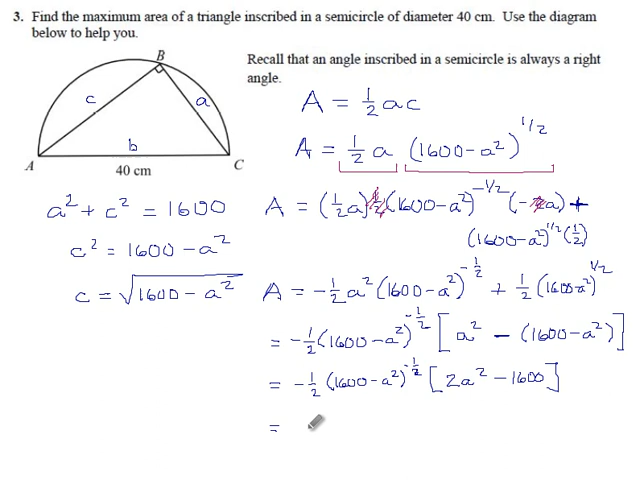 3. Find the maximum area of a triangle inscribed in a semicircle of diameter 40 cm. Use the diagram
below to help you.
B
Recall that an angle inscribed in a semicircle is always a right
angle.
c
a
b
A
40 cm
C
A = 1/2 ac
A = 1/2 a (1600 - a²)^1/2
a² + c² = 1600
c² = 1600 - a²
c = √(1600 - a²)
A = (1/2 a) 1/2 (1600 - a²)^-1/2 (-2a) +
(1600 - a²)^1/2 (1/2)
A = - 1/2 a² (1600 - a²)^-1/2 + 1/2 (1600 - a²)^1/2
= - 1/2 (1600 - a²)^-1/2 [a² - (1600 - a²)]
= - 1/2 (1600 - a²)^-1/2 [2a² - 1600]
=